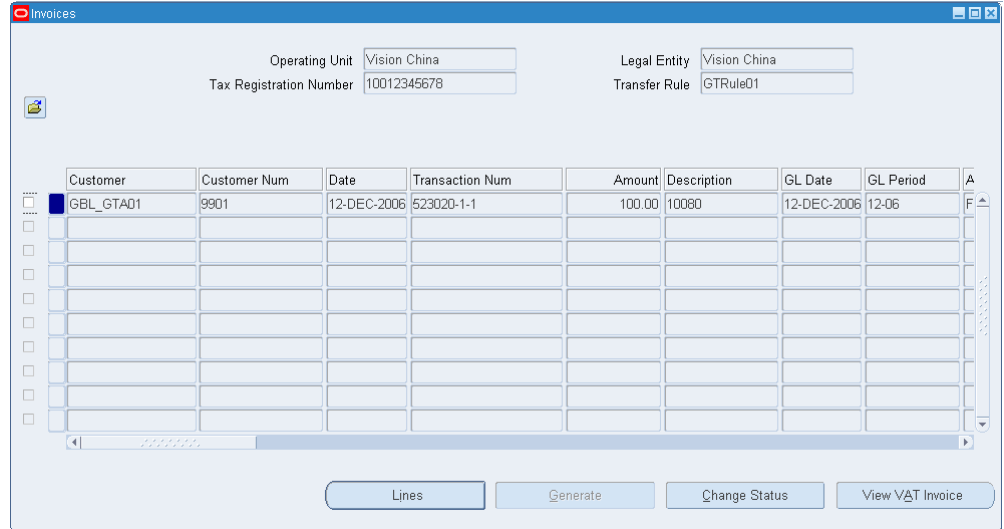 Invoices
Operating Unit Vision China Legal Entity Vision China
Tax Registration Number 10012345678 Transfer Rule GTRule01
Customer Customer Num Date Transaction Num Amount Description GL Date GL Period A
GBL_GTA01 9901 12-DEC-2006 523020-1-1 100.00 10080 12-DEC-2006 12-06 F
Lines Generate Change Status View VAT Invoice